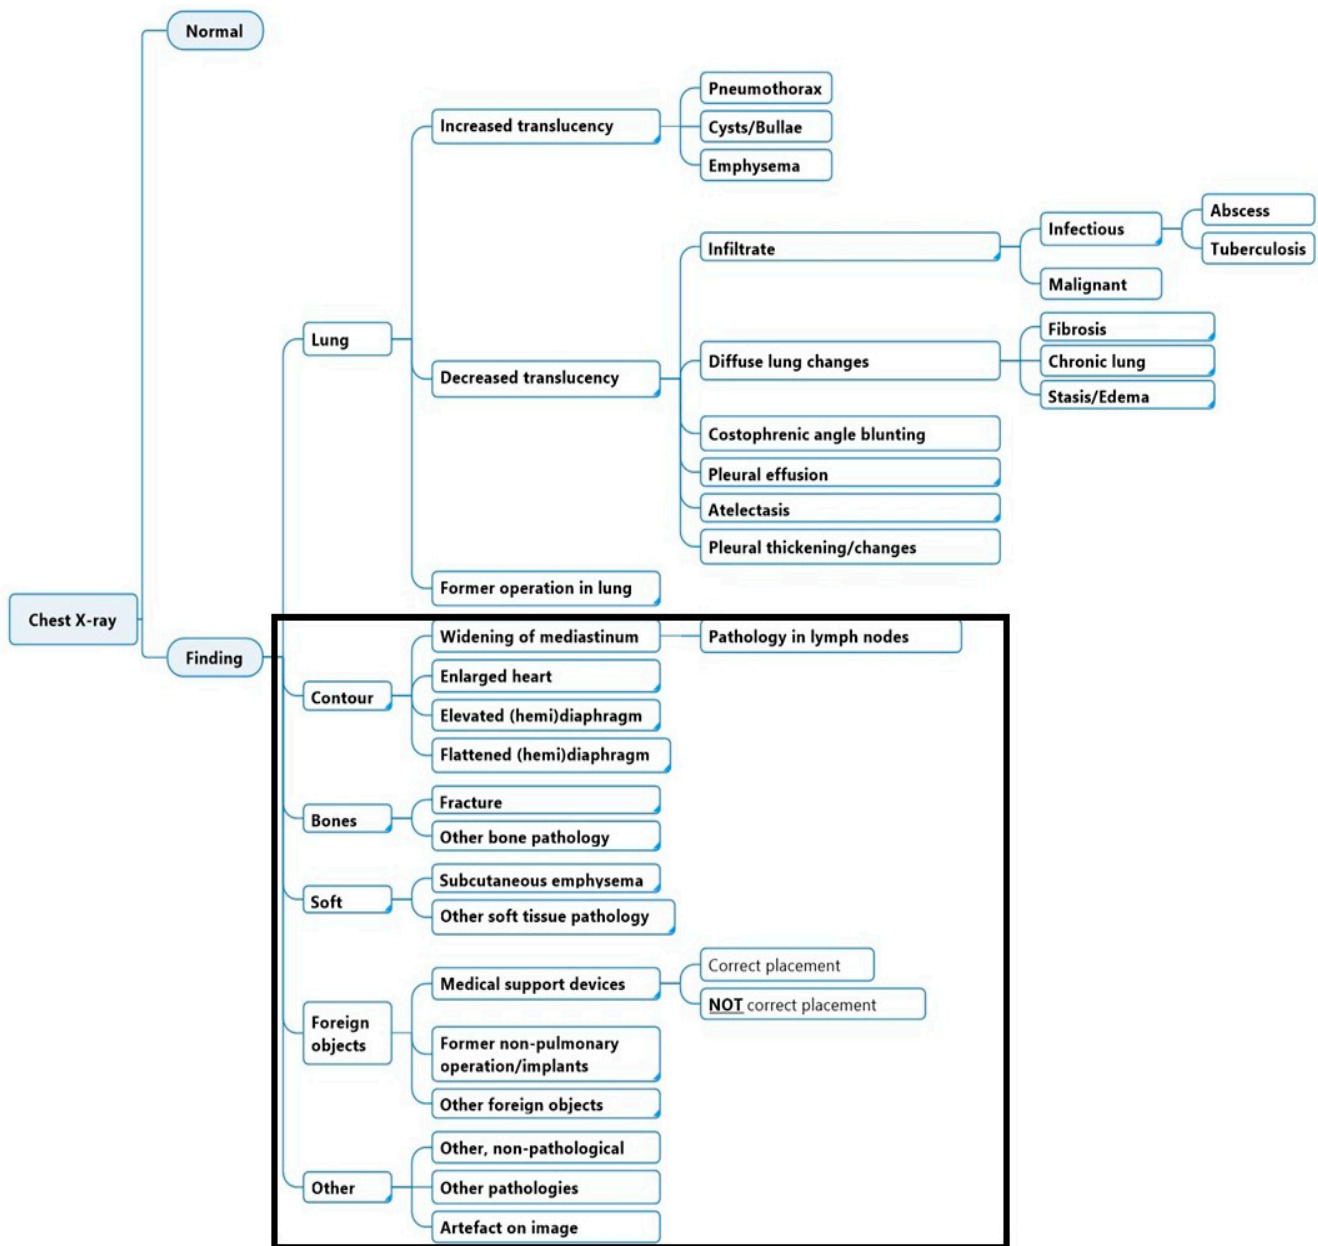 Normal
Pneumothorax
Increased translucency
Cysts/Bullae
Emphysema
Abscess
Infectious
Tuberculosis
Infiltrate
Malignant
Fibrosis
Lung
Diffuse lung changes
Chronic lung
Decreased translucency
Stasis/Edema
Costophrenic angle blunting
Pleural effusion
Atelectasis
Pleural thickening/changes
Former operation in lung
Chest X-ray
Finding
Widening of mediastinum
Pathology in lymph nodes
Enlarged heart
Contour
Elevated (hemi)diaphragm
Flattened (hemi)diaphragm
Fracture
Bones
Other bone pathology
Subcutaneous emphysema
Soft
Other soft tissue pathology
Correct placement
Medical support devices
NOT correct placement
Foreign
objects
Former non-pulmonary
operation/implants
Other foreign objects
Other, non-pathological
Other
Other pathologies
Artefact on image